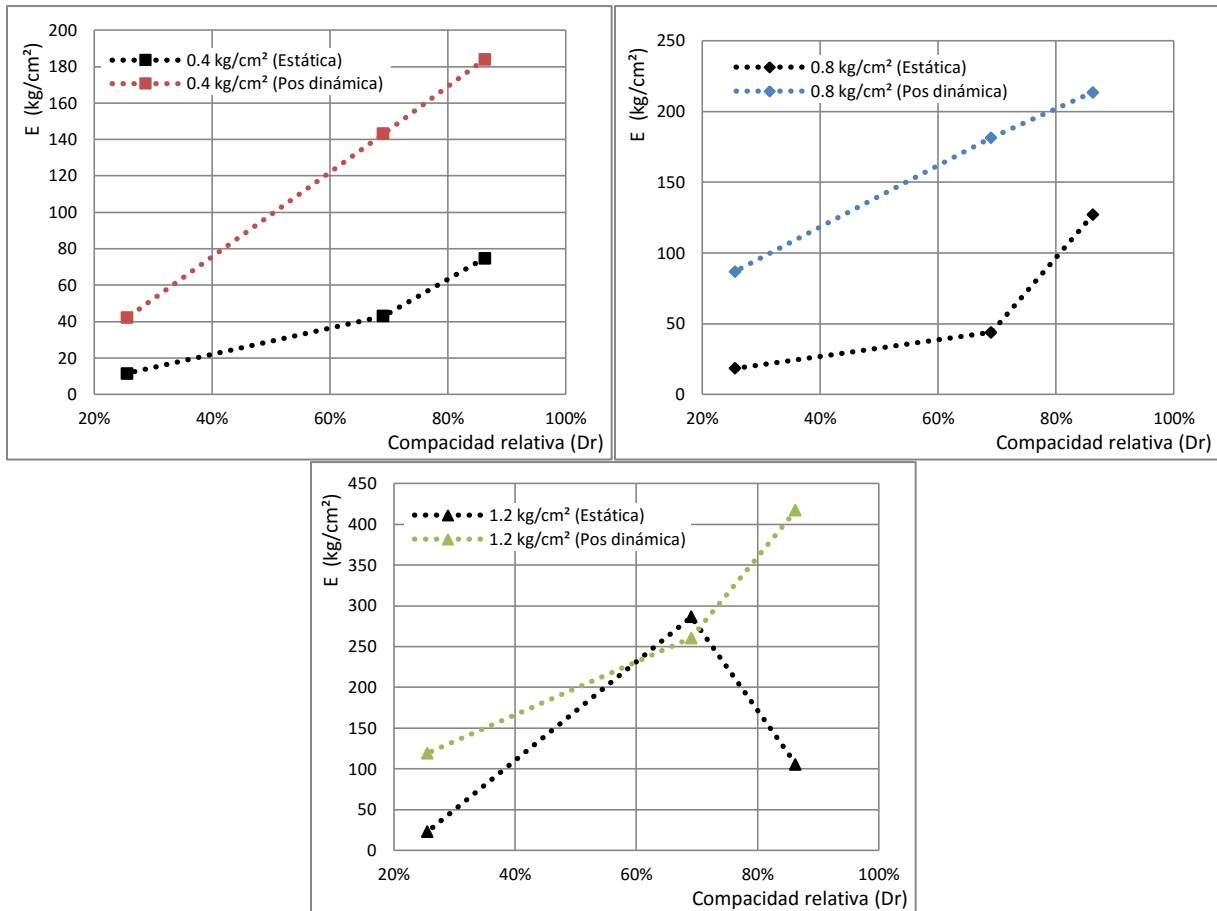 E (kg/cm²)
200
180
160
140
120
100
80
60
40
20
0
0.4 kg/cm² (Estática)
0.4 kg/cm² (Pos dinámica)
20% 40% 60% 80% 100%
Compacidad relativa (Dr)
E (kg/cm²)
250
200
150
100
50
0
0.8 kg/cm² (Estática)
0.8 kg/cm² (Pos dinámica)
20% 40% 60% 80% 100%
Compacidad relativa (Dr)
E (kg/cm²)
450
400
350
300
250
200
150
100
50
0
1.2 kg/cm² (Estática)
1.2 kg/cm² (Pos dinámica)
20% 40% 60% 80% 100%
Compacidad relativa (Dr)